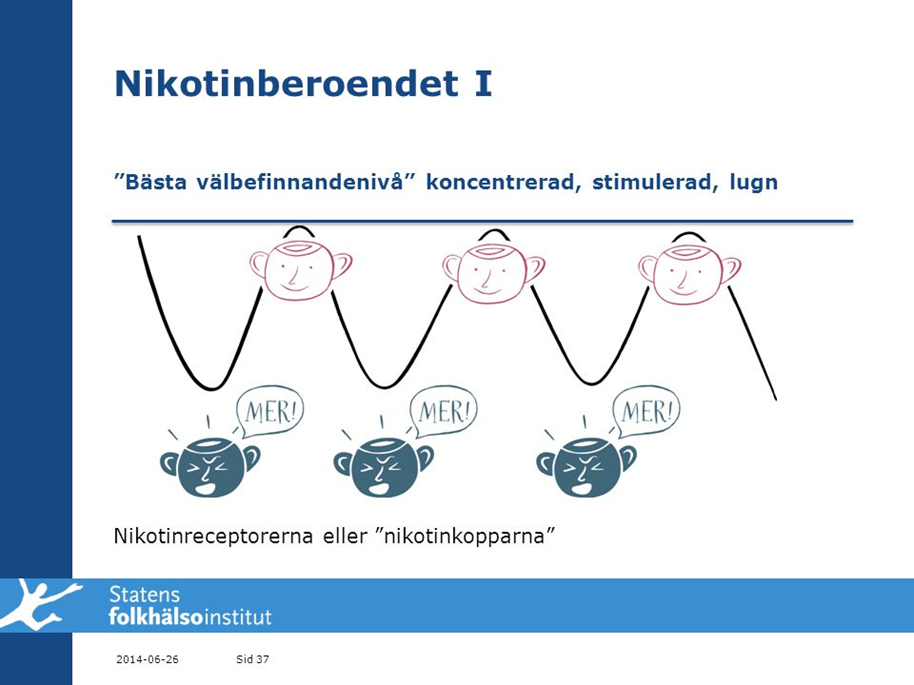 Nikotinberoendet I
”Bästa välbefinnandenivå” koncentrerad, stimulerad, lugn
MER! MER! MER!
Nikotinreceptorerna eller ”nikotinkopparna”
Statens
folkhälsoinstitut
2014-06-26 Sid 37